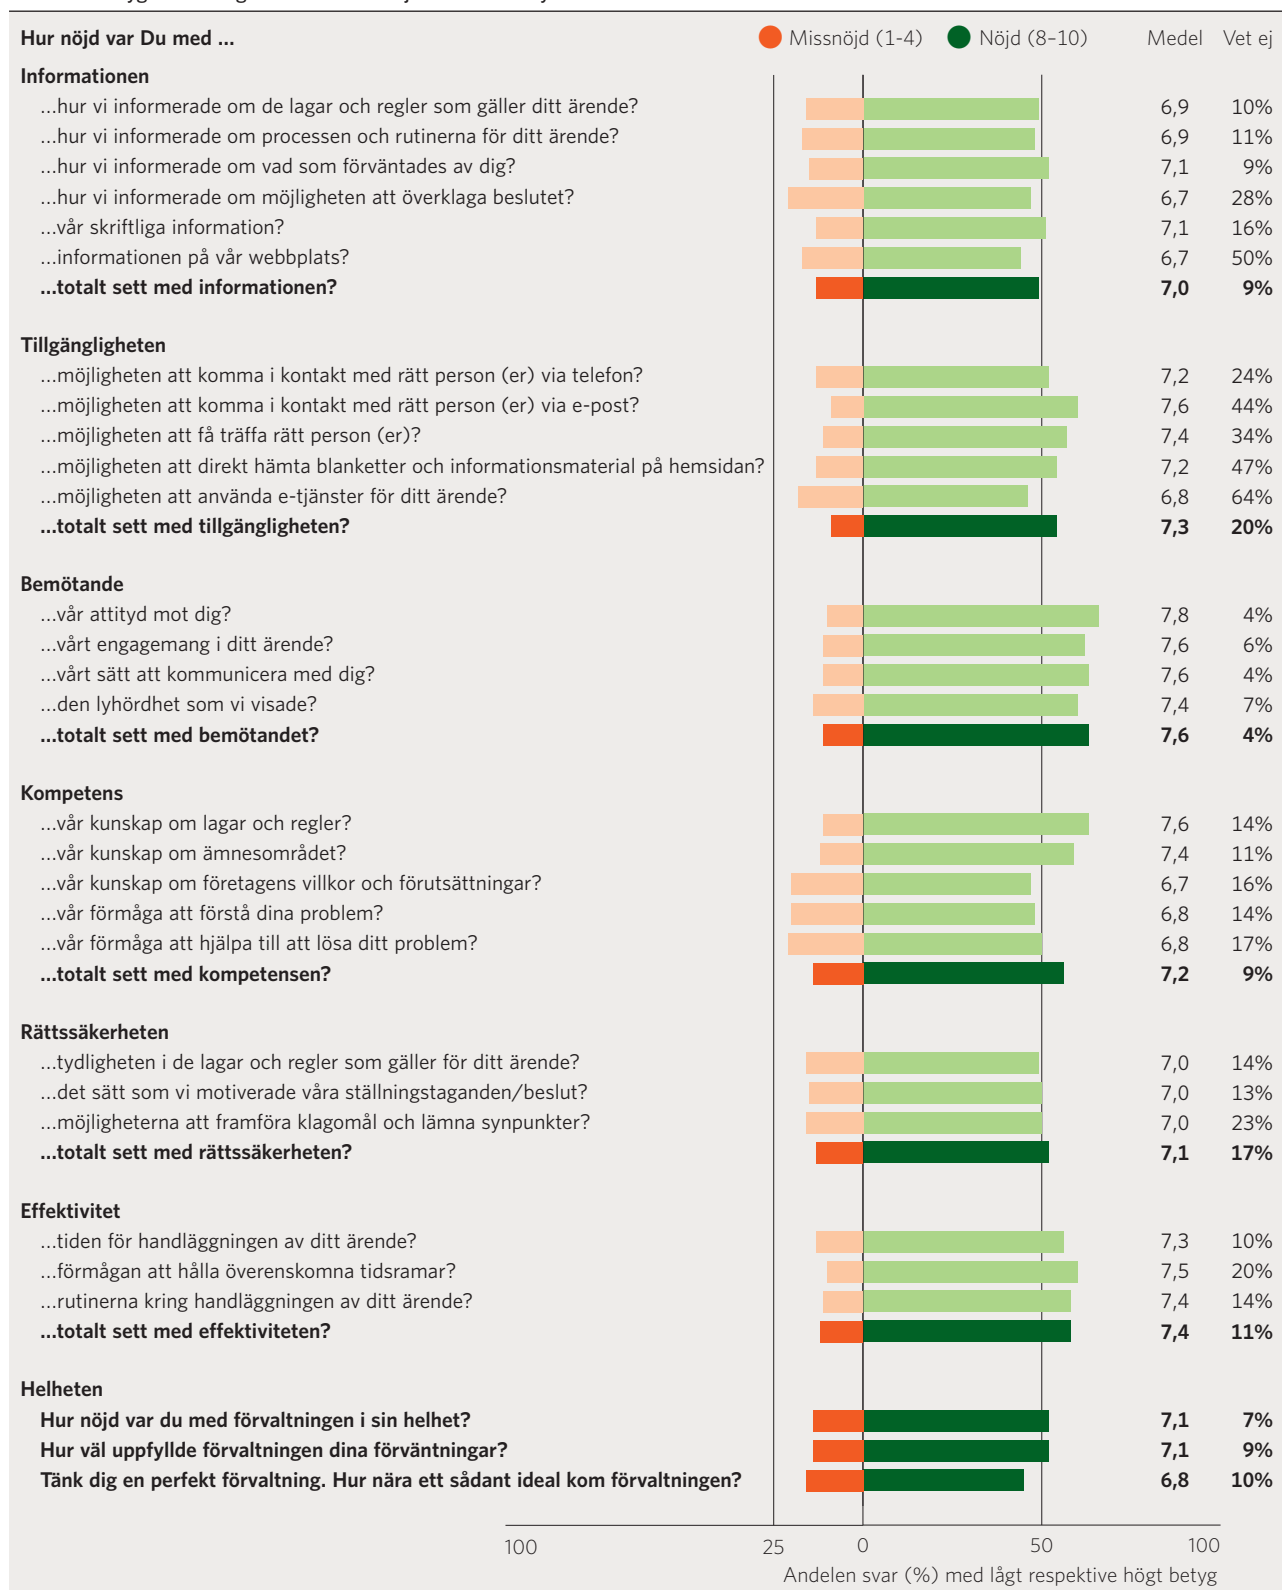 Hur nöjd var Du med ... Missnöjd (1-4) Nöjd (8–10) Medel Vet ej
Informationen
...hur vi informerade om de lagar och regler som gäller ditt ärende? 6,9 10%
...hur vi informerade om processen och rutinerna för ditt ärende? 6,9 11%
...hur vi informerade om vad som förväntades av dig? 7,1 9%
...hur vi informerade om möjligheten att överklaga beslutet? 6,7 28%
...vår skriftliga information? 7,1 16%
...informationen på vår webbplats? 6,7 50%
...totalt sett med informationen? 7,0 9%
Tillgängligheten
...möjligheten att komma i kontakt med rätt person (er) via telefon? 7,2 24%
...möjligheten att komma i kontakt med rätt person (er) via e-post? 7,6 44%
...möjligheten att få träffa rätt person (er)? 7,4 34%
...möjligheten att direkt hämta blanketter och informationsmaterial på hemsidan? 7,2 47%
...möjligheten att använda e-tjänster för ditt ärende? 6,8 64%
...totalt sett med tillgängligheten? 7,3 20%
Bemötande
...vår attityd mot dig? 7,8 4%
...vårt engagemang i ditt ärende? 7,6 6%
...vårt sätt att kommunicera med dig? 7,6 4%
...den lyhördhet som vi visade? 7,4 7%
...totalt sett med bemötandet? 7,6 4%
Kompetens
...vår kunskap om lagar och regler? 7,6 14%
...vår kunskap om ämnesområdet? 7,4 11%
...vår kunskap om företagens villkor och förutsättningar? 6,7 16%
...vår förmåga att förstå dina problem? 6,8 14%
...vår förmåga att hjälpa till att lösa ditt problem? 6,8 17%
...totalt sett med kompetensen? 7,2 9%
Rättssäkerheten
...tydligheten i de lagar och regler som gäller för ditt ärende? 7,0 14%
...det sätt som vi motiverade våra ställningstaganden/beslut? 7,0 13%
...möjligheterna att framföra klagomål och lämna synpunkter? 7,0 23%
...totalt sett med rättssäkerheten? 7,1 17%
Effektivitet
...tiden för handläggningen av ditt ärende? 7,3 10%
...förmågan att hålla överenskomna tidsramar? 7,5 20%
...rutinerna kring handläggningen av ditt ärende? 7,4 14%
...totalt sett med effektiviteten? 7,4 11%
Helheten
Hur nöjd var du med förvaltningen i sin helhet? 7,1 7%
Hur väl uppfyllde förvaltningen dina förväntningar? 7,1 9%
Tänk dig en perfekt förvaltning. Hur nära ett sådant ideal kom förvaltningen? 6,8 10%
100 25 0 50 100
Andelen svar (%) med lågt respektive högt betyg